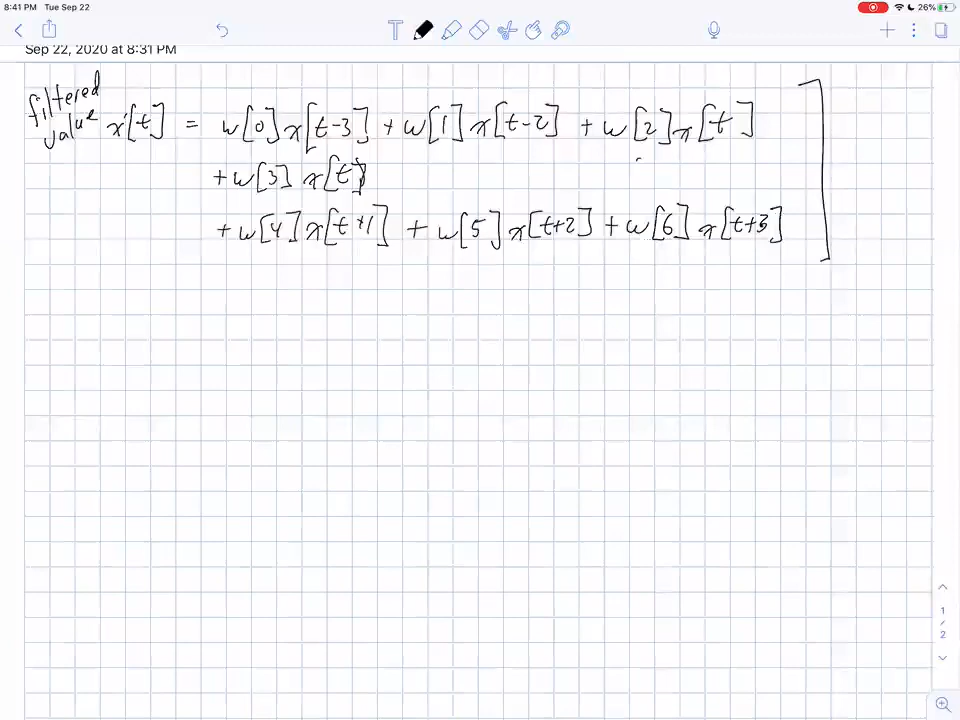 8:41 PM Tue Sep 22
26%
Sep 22, 2020 at 8:31 PM
filtered
value x'[t] = w[0]x[t-3] + w[1] x[t-2] + w[2]x[t]
+w[3] x[t]
+w[4]x[t+1] + w[5]x[t+2] + w[6] x[t+3]
1
/
2